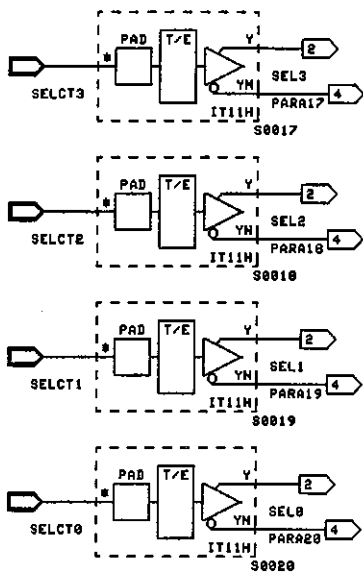 PAD T/E Y 2
* SEL3
SELCT3 YN PARA17 4
IT11H
S0017
PAD T/E Y 2
* SEL2
SELCT2 YN PARA18 4
IT11H
S0018
PAD T/E Y 2
* SEL1
SELCT1 YN PARA19 4
IT11H
S0019
PAD T/E Y 2
* SEL0
SELCT0 YN PARA20 4
IT11H
S0020